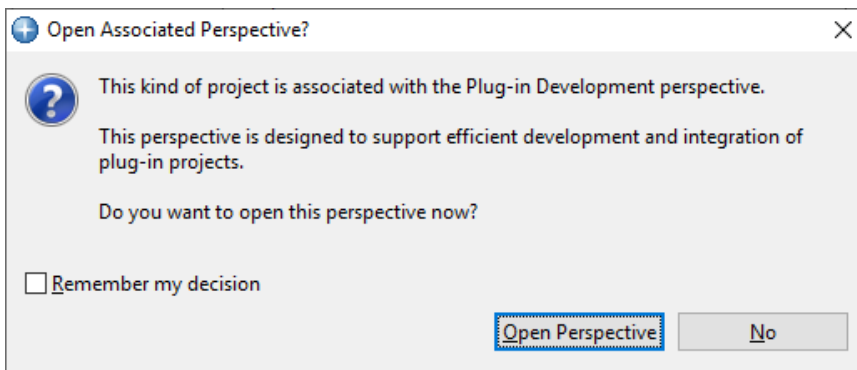 Open Associated Perspective?
This kind of project is associated with the Plug-in Development perspective.
This perspective is designed to support efficient development and integration of
plug-in projects.
Do you want to open this perspective now?
Remember my decision
Open Perspective
No